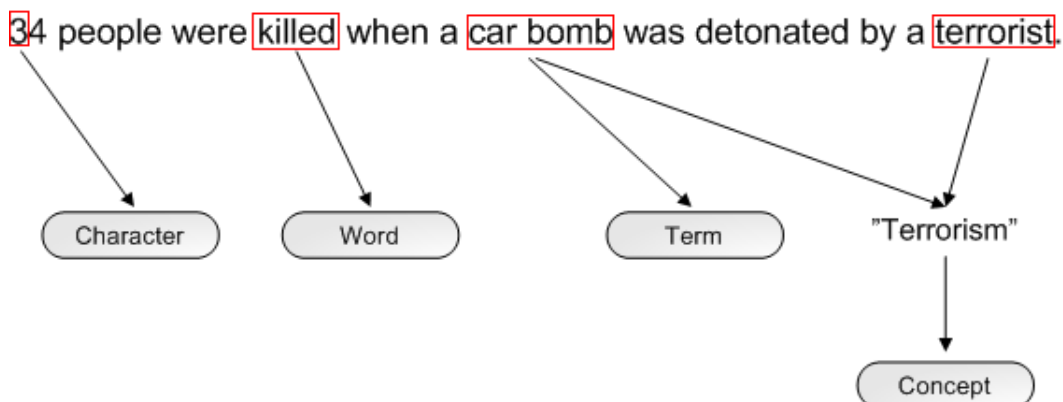 34 people were killed when a car bomb was detonated by a terrorist.
Character Word Term ”Terrorism”
Concept